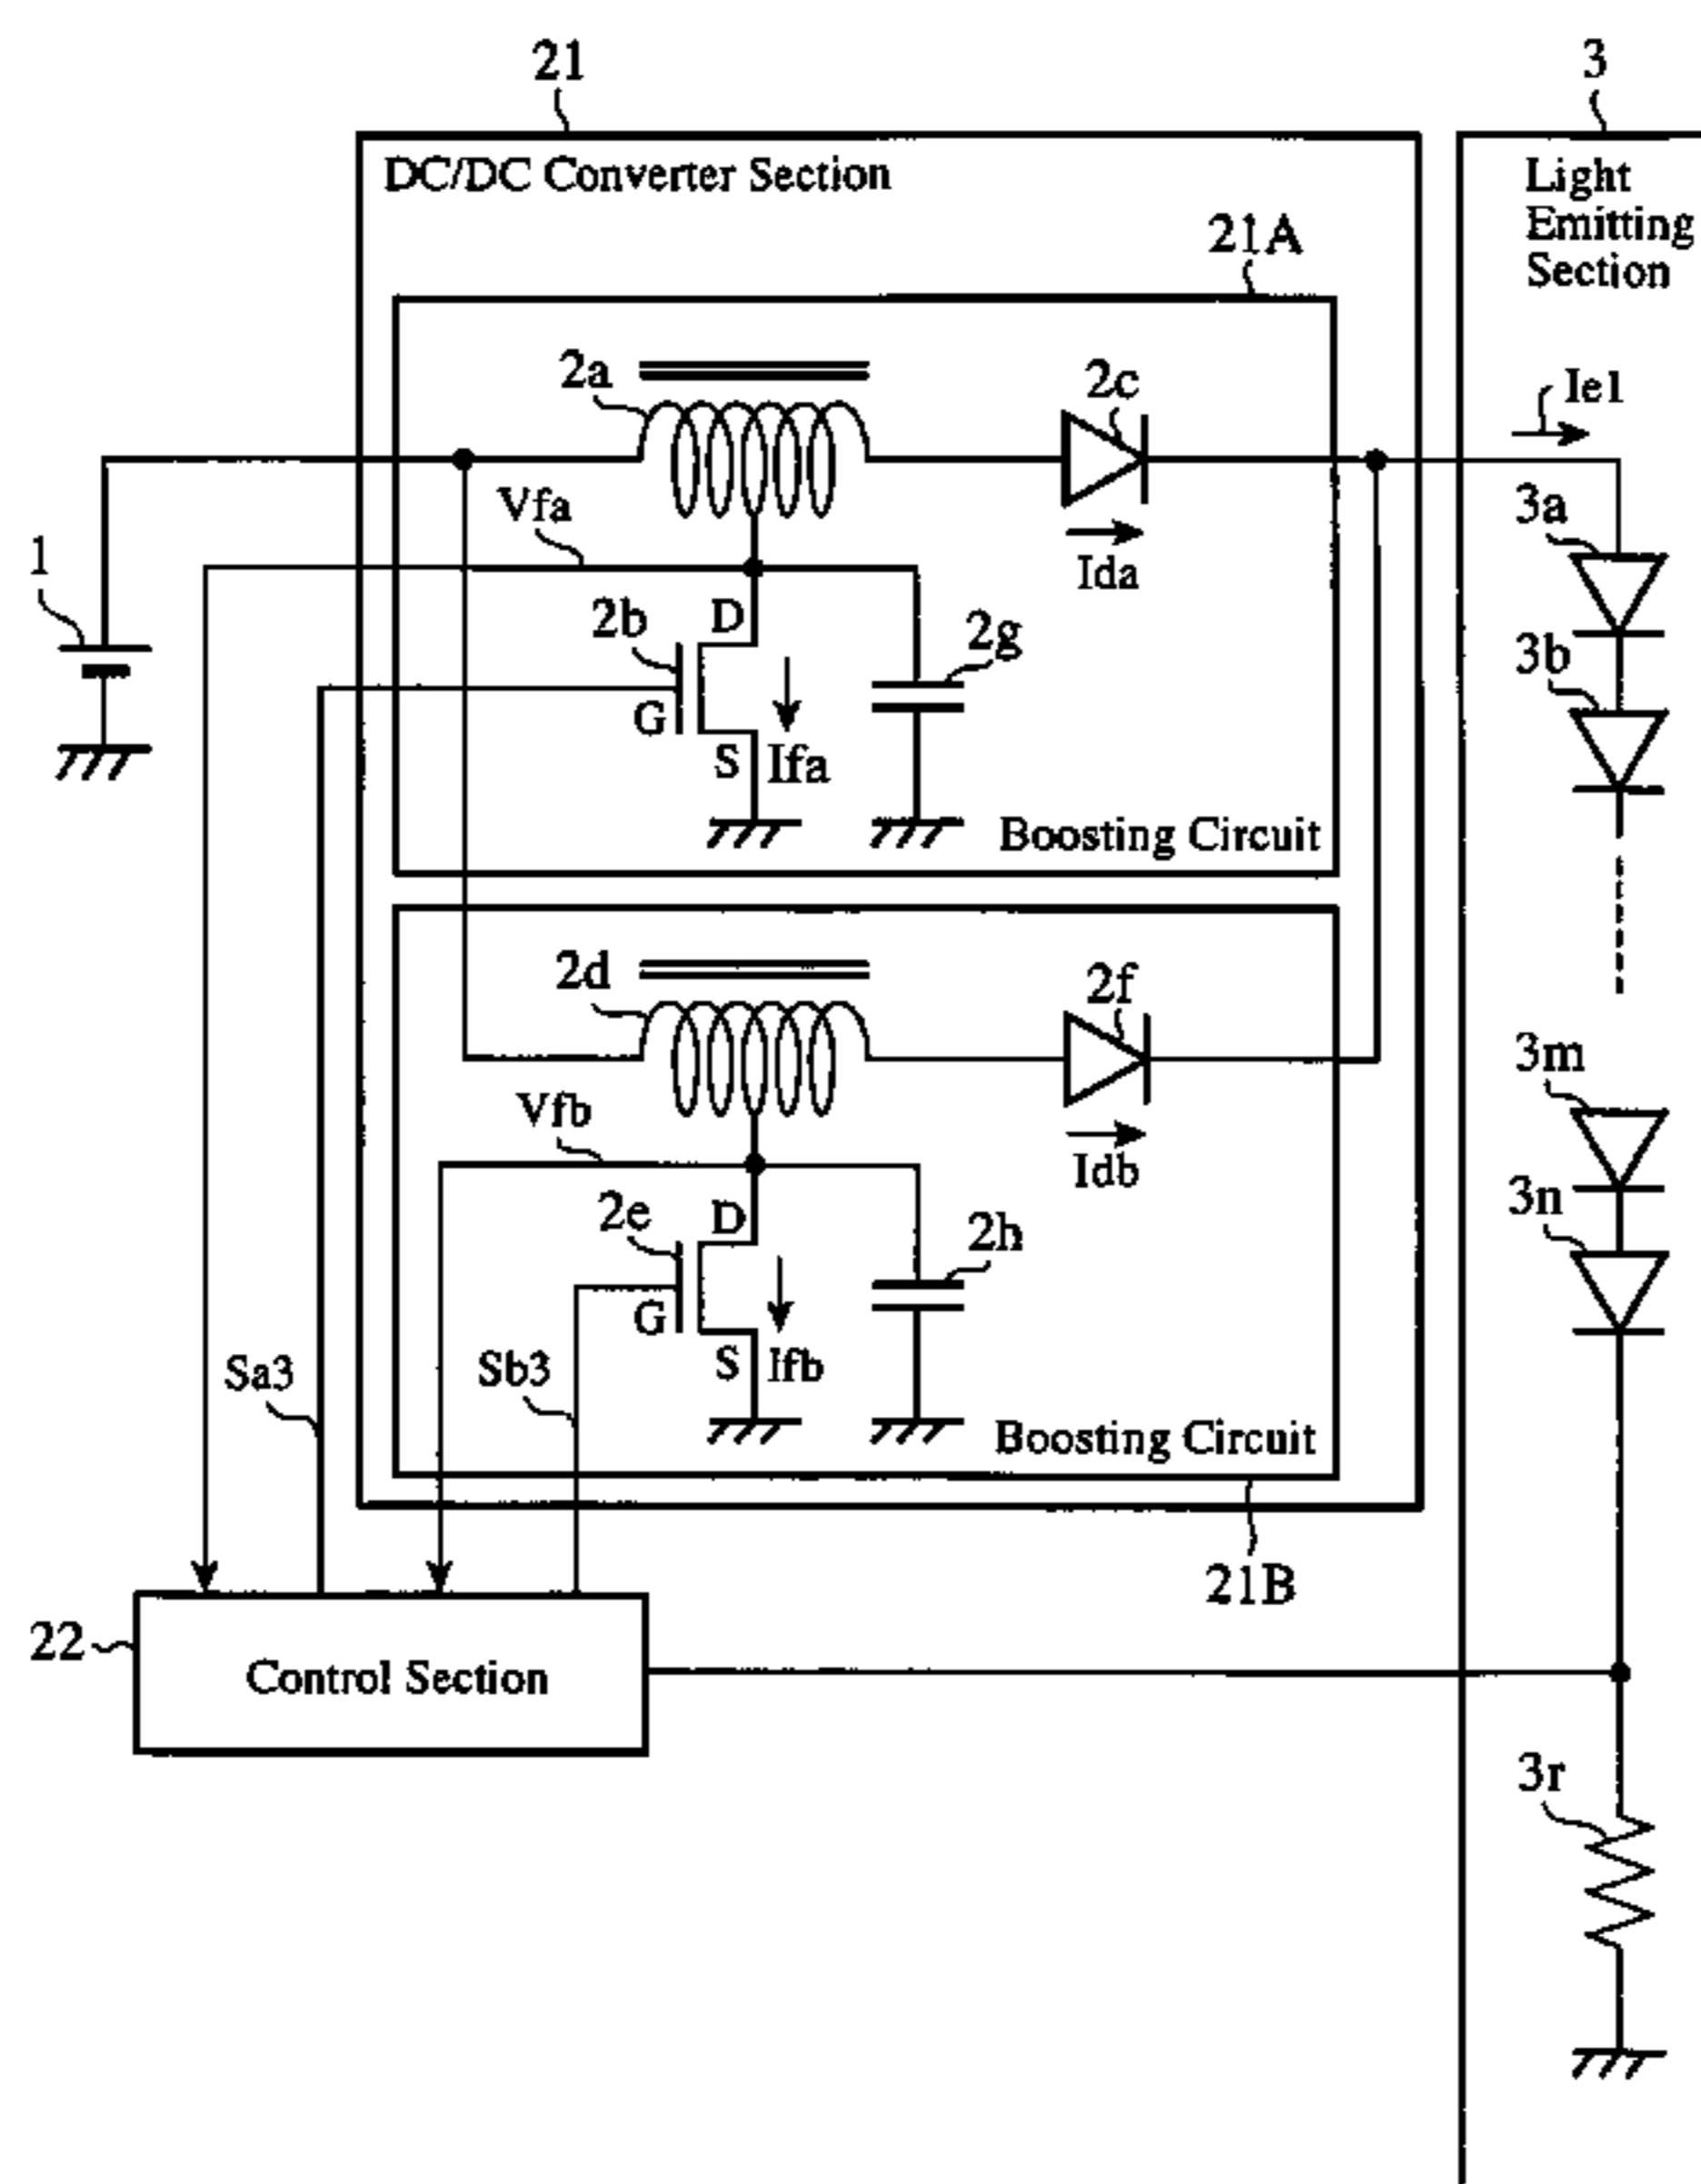 21
3
DC/DC Converter Section
Light
Emitting
Section
21A
2a
2c
Ie1
Vfa
3a
1
Ida
2b
D
2g
3b
G
S
Ifa
Boosting Circuit
2d
2f
3m
Vfb
Idb
3n
2e
D
2h
G
S
Ifb
Sa3
Sb3
Boosting Circuit
21B
22
Control Section
3r